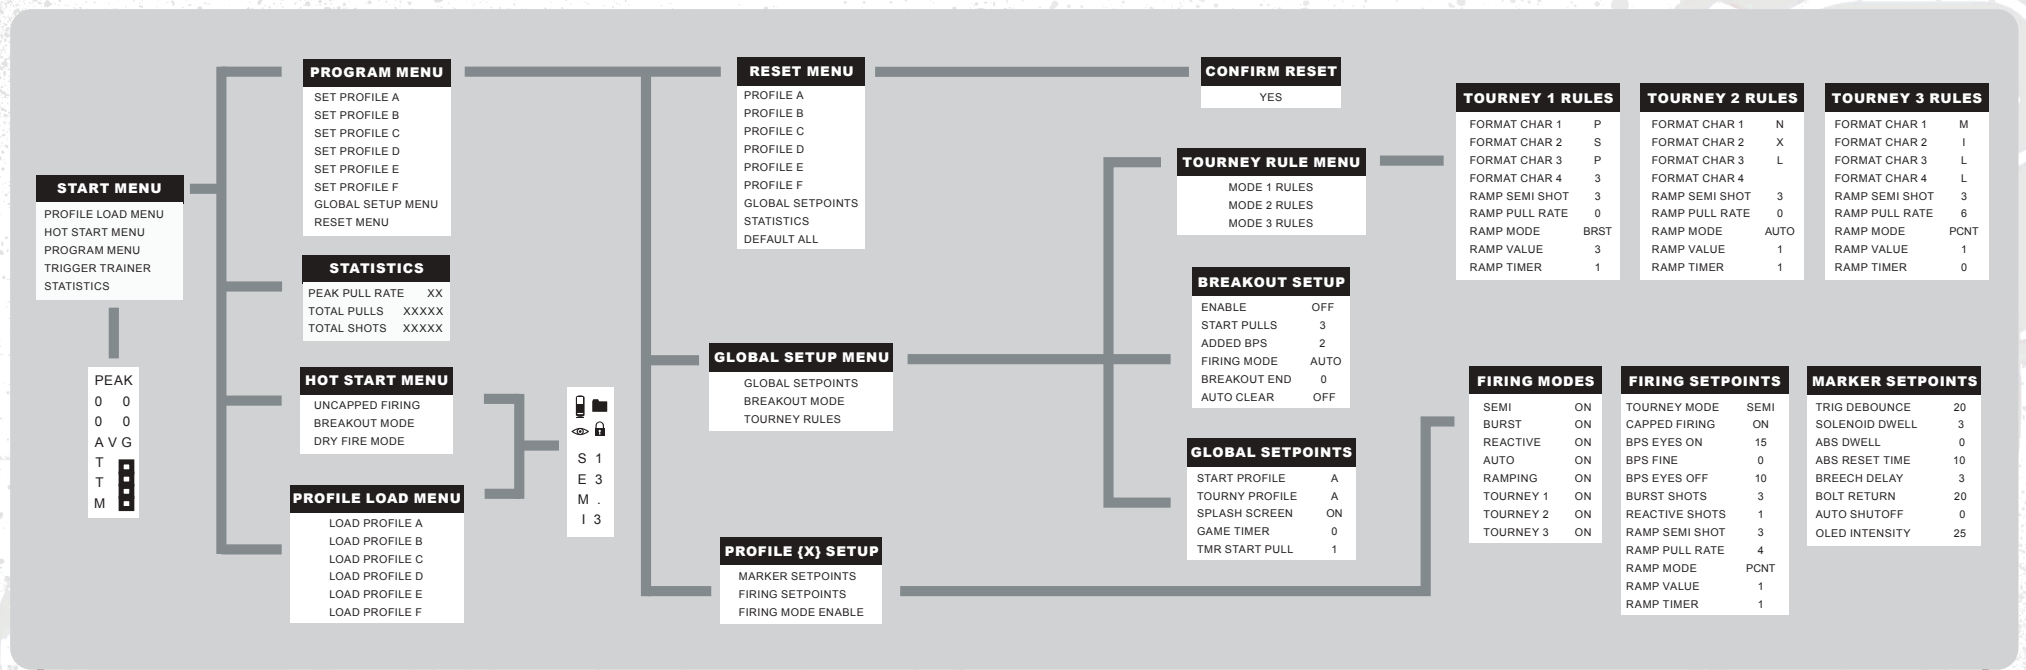 START MENU
PROFILE LOAD MENU
HOT START MENU
PROGRAM MENU
TRIGGER TRAINER
STATISTICS
PEAK
0 0
0 0
A V G
T
T
M
PROGRAM MENU
SET PROFILE A
SET PROFILE B
SET PROFILE C
SET PROFILE D
SET PROFILE E
SET PROFILE F
GLOBAL SETUP MENU
RESET MENU
STATISTICS
PEAK PULL RATE XX
TOTAL PULLS XXXXX
TOTAL SHOTS XXXXX
HOT START MENU
UNCAPPED FIRING
BREAKOUT MODE
DRY FIRE MODE
PROFILE LOAD MENU
LOAD PROFILE A
LOAD PROFILE B
LOAD PROFILE C
LOAD PROFILE D
LOAD PROFILE E
LOAD PROFILE F
S 1
E 3
M .
I 3
RESET MENU
PROFILE A
PROFILE B
PROFILE C
PROFILE D
PROFILE E
PROFILE F
GLOBAL SETPOINTS
STATISTICS
DEFAULT ALL
GLOBAL SETUP MENU
GLOBAL SETPOINTS
BREAKOUT MODE
TOURNEY RULES
PROFILE {X} SETUP
MARKER SETPOINTS
FIRING SETPOINTS
FIRING MODE ENABLE
CONFIRM RESET
YES
TOURNEY RULE MENU
MODE 1 RULES
MODE 2 RULES
MODE 3 RULES
BREAKOUT SETUP
ENABLE OFF
START PULLS 3
ADDED BPS 2
FIRING MODE AUTO
BREAKOUT END 0
AUTO CLEAR OFF
GLOBAL SETPOINTS
START PROFILE A
TOURNY PROFILE A
SPLASH SCREEN ON
GAME TIMER 0
TMR START PULL 1
TOURNEY 1 RULES
FORMAT CHAR 1 P
FORMAT CHAR 2 S
FORMAT CHAR 3 P
FORMAT CHAR 4 3
RAMP SEMI SHOT 3
RAMP PULL RATE 0
RAMP MODE BRST
RAMP VALUE 3
RAMP TIMER 1
TOURNEY 2 RULES
FORMAT CHAR 1 N
FORMAT CHAR 2 X
FORMAT CHAR 3 L
FORMAT CHAR 4
RAMP SEMI SHOT 3
RAMP PULL RATE 0
RAMP MODE AUTO
RAMP VALUE 1
RAMP TIMER 1
TOURNEY 3 RULES
FORMAT CHAR 1 M
FORMAT CHAR 2 I
FORMAT CHAR 3 L
FORMAT CHAR 4 L
RAMP SEMI SHOT 3
RAMP PULL RATE 6
RAMP MODE PCNT
RAMP VALUE 1
RAMP TIMER 0
FIRING MODES
SEMI ON
BURST ON
REACTIVE ON
AUTO ON
RAMPING ON
TOURNEY 1 ON
TOURNEY 2 ON
TOURNEY 3 ON
FIRING SETPOINTS
TOURNEY MODE SEMI
CAPPED FIRING ON
BPS EYES ON 15
BPS FINE 0
BPS EYES OFF 10
BURST SHOTS 3
REACTIVE SHOTS 1
RAMP SEMI SHOT 3
RAMP PULL RATE 4
RAMP MODE PCNT
RAMP VALUE 1
RAMP TIMER 1
MARKER SETPOINTS
TRIG DEBOUNCE 20
SOLENOID DWELL 3
ABS DWELL 0
ABS RESET TIME 10
BREECH DELAY 3
BOLT RETURN 20
AUTO SHUTOFF 0
OLED INTENSITY 25